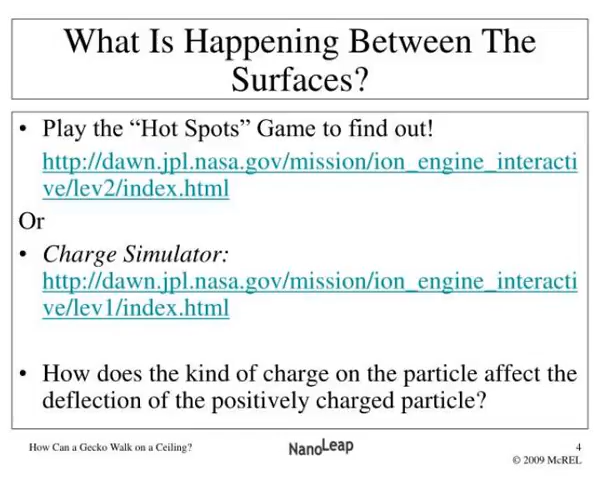 What Is Happening Between The
Surfaces?
• Play the “Hot Spots” Game to find out!
http://dawn.jpl.nasa.gov/mission/ion_engine_interacti
ve/lev2/index.html
Or
• Charge Simulator:
http://dawn.jpl.nasa.gov/mission/ion_engine_interacti
ve/lev1/index.html
• How does the kind of charge on the particle affect the
deflection of the positively charged particle?
How Can a Gecko Walk on a Ceiling?
NanoLeap
4
© 2009 McREL